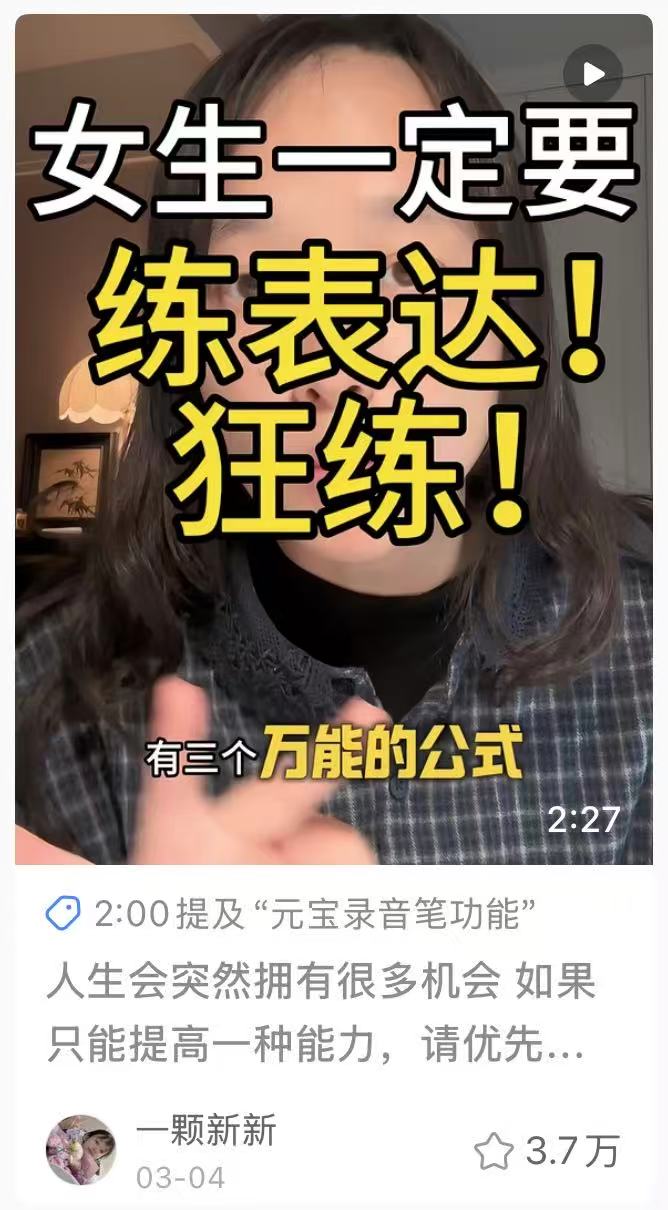 女生一定要
练表达！
狂练！
有三个万能的公式
2:27
2:00提及“元宝录音笔功能”
人生会突然拥有很多机会 如果
只能提高一种能力，请优先...
一颗新新
03-04
3.7万